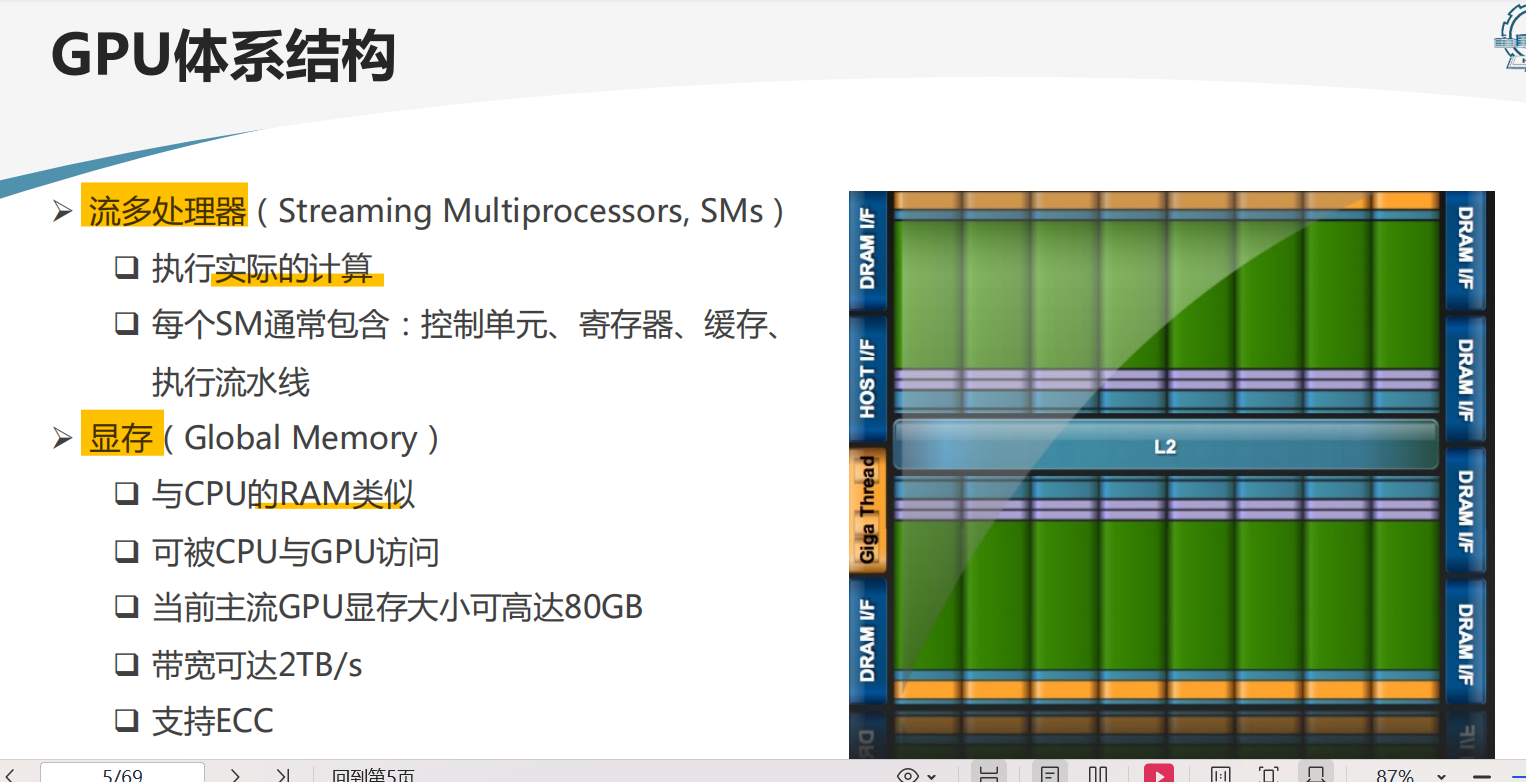 GPU体系结构
➢ 流多处理器（Streaming Multiprocessors, SMs）
❑ 执行实际的计算
❑ 每个SM通常包含：控制单元、寄存器、缓存、
执行流水线
➢ 显存（Global Memory）
❑ 与CPU的RAM类似
❑ 可被CPU与GPU访问
❑ 当前主流GPU显存大小可高达80GB
❑ 带宽可达2TB/s
❑ 支持ECC
DRAM I/F
HOST I/F
Giga Thread
DRAM I/F
L2
DRAM I/F
DRAM I/F
DRAM I/F
DRAM I/F
5/69
回到第5页
87%